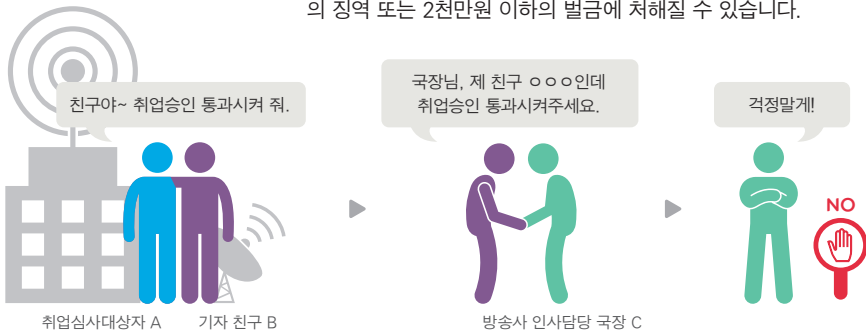 의 징역 또는 2천만원 이하의 벌금에 처해질 수 있습니다.
친구야~ 취업승인 통과시켜 줘.
국장님, 제 친구 ㅇㅇㅇ인데
취업승인 통과시켜주세요.
걱정말게!
NO
취업심사대상자 A
기자 친구 B
방송사 인사담당 국장 C